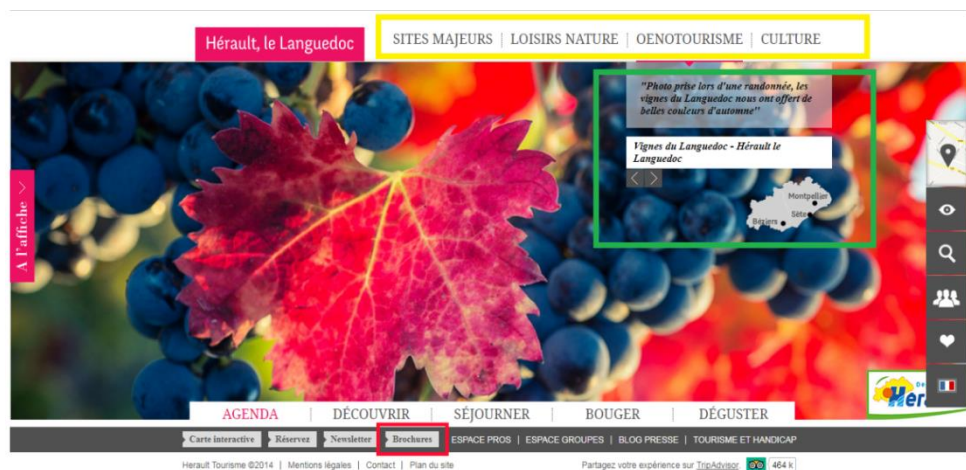 Hérault, le Languedoc
SITES MAJEURS | LOISIRS NATURE | OENOTOURISME | CULTURE
"Photo prise lors d'une randonnée, les
vignes du Languedoc nous ont offert de
belles couleurs d'automne"
Vignes du Languedoc - Hérault le
Languedoc
Montpellier
Sète
Béziers
A l'affiche
AGENDA | DÉCOUVRIR | SÉJOURNER | BOUGER | DÉGUSTER
Carte interactive Réservez Newsletter Brochures ESPACE PROS | ESPACE GROUPES | BLOG PRESSE | TOURISME ET HANDICAP
Herault Tourisme ©2014 | Mentions légales | Contact | Plan du site
Partagez votre expérience sur TripAdvisor. 464 k